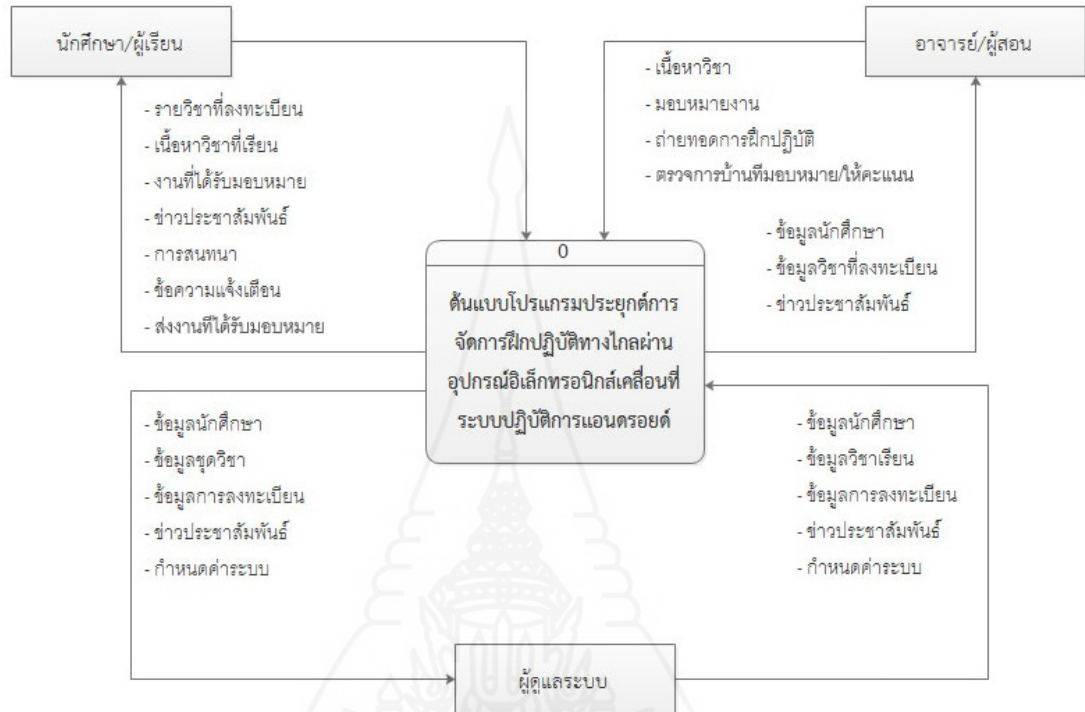 นักศึกษา/ผู้เรียน
อาจารย์/ผู้สอน
- รายวิชาที่ลงทะเบียน
- เนื้อหาวิชาที่เรียน
- งานที่ได้รับมอบหมาย
- ข่าวประชาสัมพันธ์
- การสนทนา
- ข้อความแจ้งเตือน
- ส่งงานที่ได้รับมอบหมาย
- เนื้อหาวิชา
- มอบหมายงาน
- ถ่ายทอดการฝึกปฏิบัติ
- ตรวจการบ้านที่มอบหมาย/ให้คะแนน
- ข้อมูลนักศึกษา
- ข้อมูลวิชาที่ลงทะเบียน
- ข่าวประชาสัมพันธ์
0
ต้นแบบโปรแกรมประยุกต์การ
จัดการฝึกปฏิบัติทางไกลผ่าน
อุปกรณ์อิเล็กทรอนิกส์เคลื่อนที่
ระบบปฏิบัติการแอนดรอยด์
- ข้อมูลนักศึกษา
- ข้อมูลชุดวิชา
- ข้อมูลการลงทะเบียน
- ข่าวประชาสัมพันธ์
- กำหนดค่าระบบ
- ข้อมูลนักศึกษา
- ข้อมูลวิชาเรียน
- ข้อมูลการลงทะเบียน
- ข่าวประชาสัมพันธ์
- กำหนดค่าระบบ
ผู้ดูแลระบบ